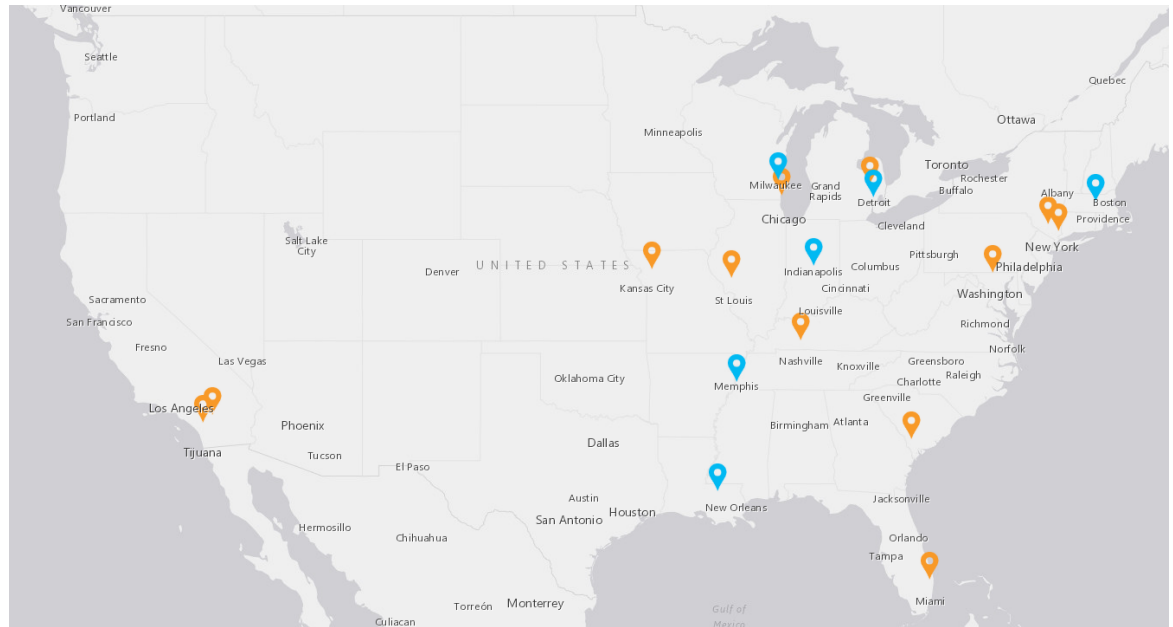 Vancouver
Seattle
Quebec
Portland
Ottawa
Minneapolis
Toronto
Rochester
Milwaukee
Grand
Rapids
Buffalo
Albany
Detroit
Boston
Chicago
Cleveland
Providence
Salt Lake
City
New York
UNITED STATES
Pittsburgh
Denver
Indianapolis
Columbus
Philadelphia
Kansas City
Cincinnati
Sacramento
St Louis
Washington
Louisville
San Francisco
Richmond
Fresno
Norfolk
Las Vegas
Nashville
Knoxville
Greensboro
Raleigh
Oklahoma City
Memphis
Charlotte
Greenville
Los Angeles
Phoenix
Birmingham
Atlanta
Dallas
Tijuana
Tucson
El Paso
Austin
Jacksonville
New Orleans
Houston
San Antonio
Hermosillo
Chihuahua
Orlando
Tampa
Torreón
Monterrey
Miami
Gulf of
Mexico
Culiacan